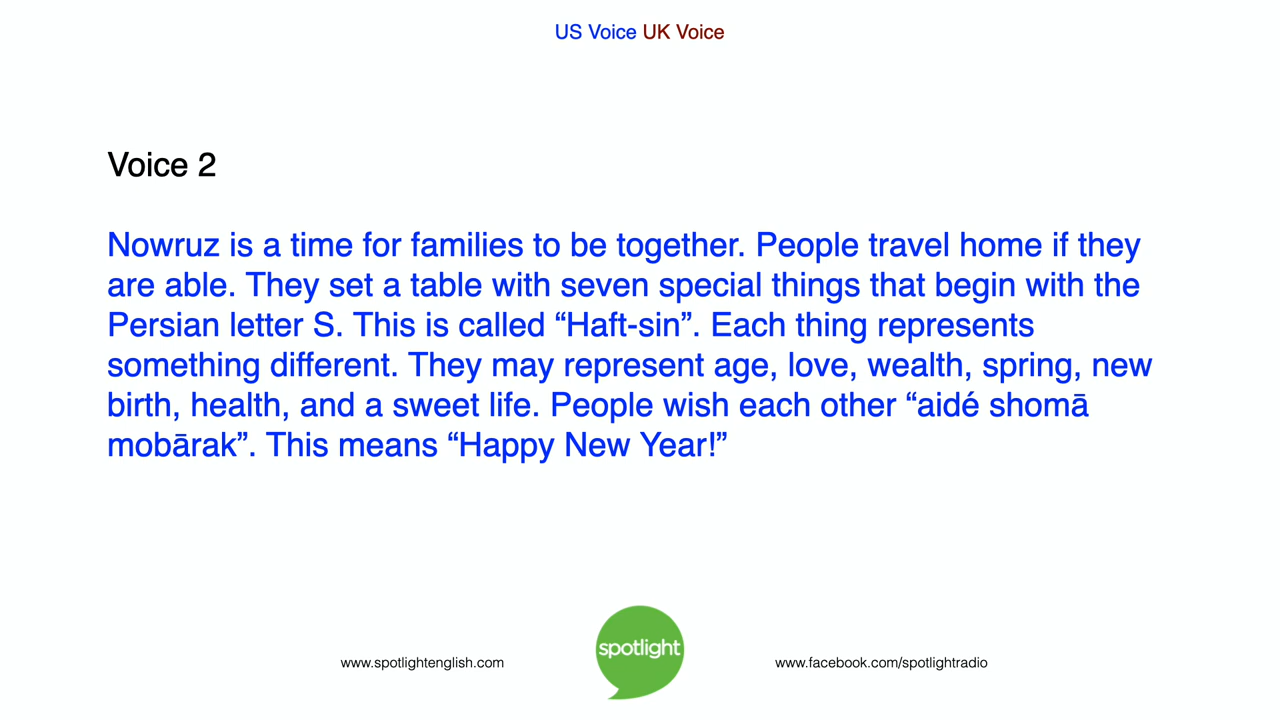 US Voice UK Voice
Voice 2
Nowruz is a time for families to be together. People travel home if they
are able. They set a table with seven special things that begin with the
Persian letter S. This is called “Haft-sin”. Each thing represents
something different. They may represent age, love, wealth, spring, new
birth, health, and a sweet life. People wish each other “aidé shomā
mobārak”. This means “Happy New Year!”
spotlight
www.spotlightenglish.com
www.facebook.com/spotlightradio